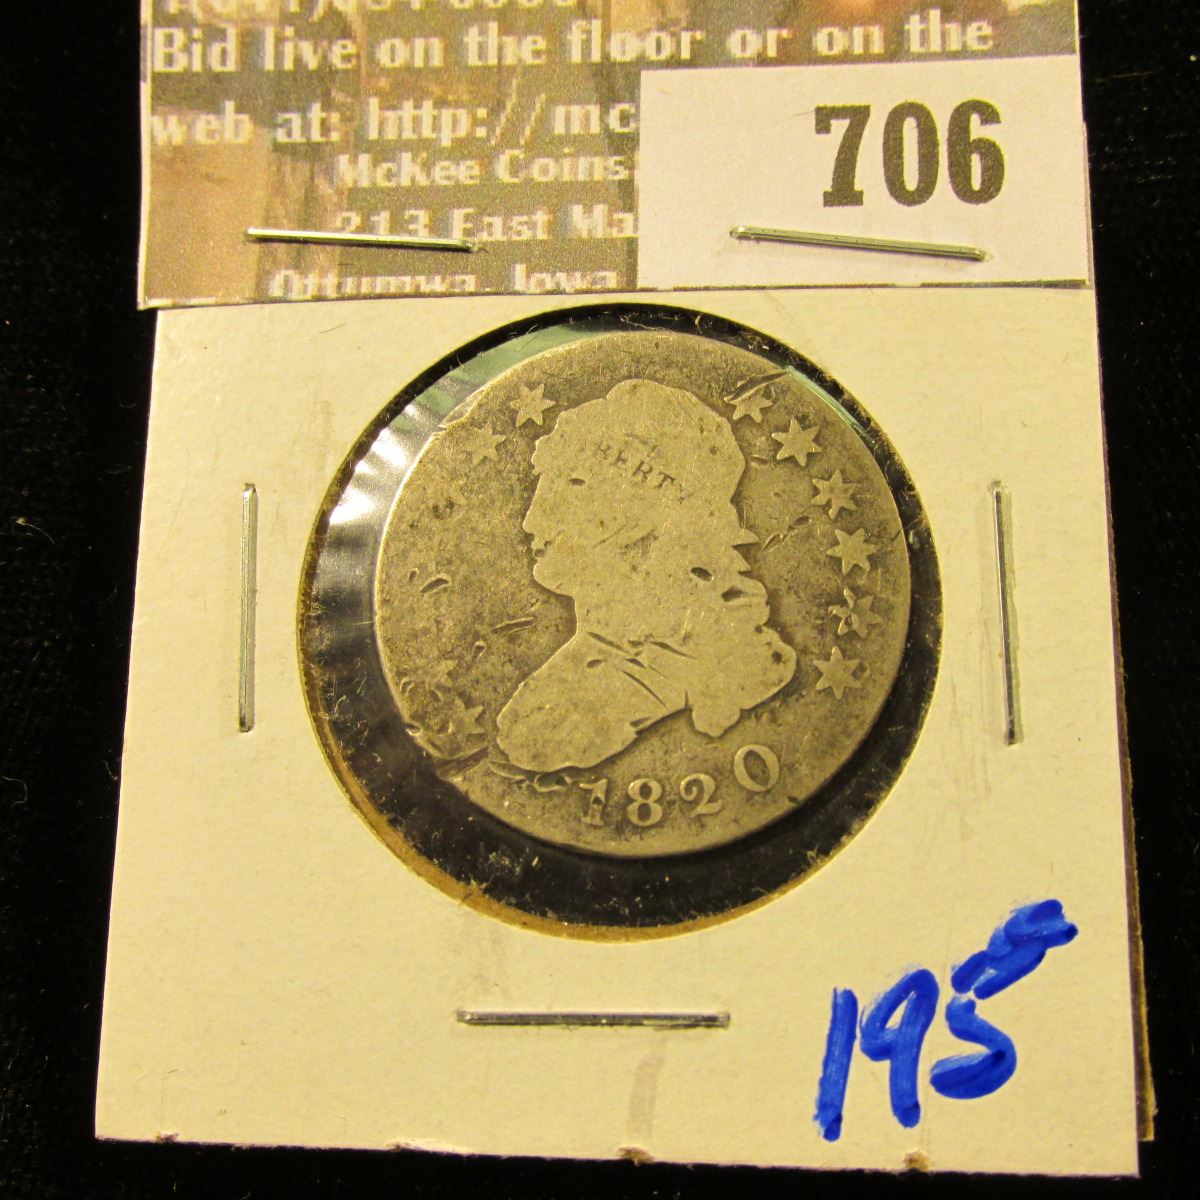 Bid live on the floor or on the
web at: http://mc
McKee Coins
213 East Ma
Ottumwa, Iowa
706
BERTY
1820
195